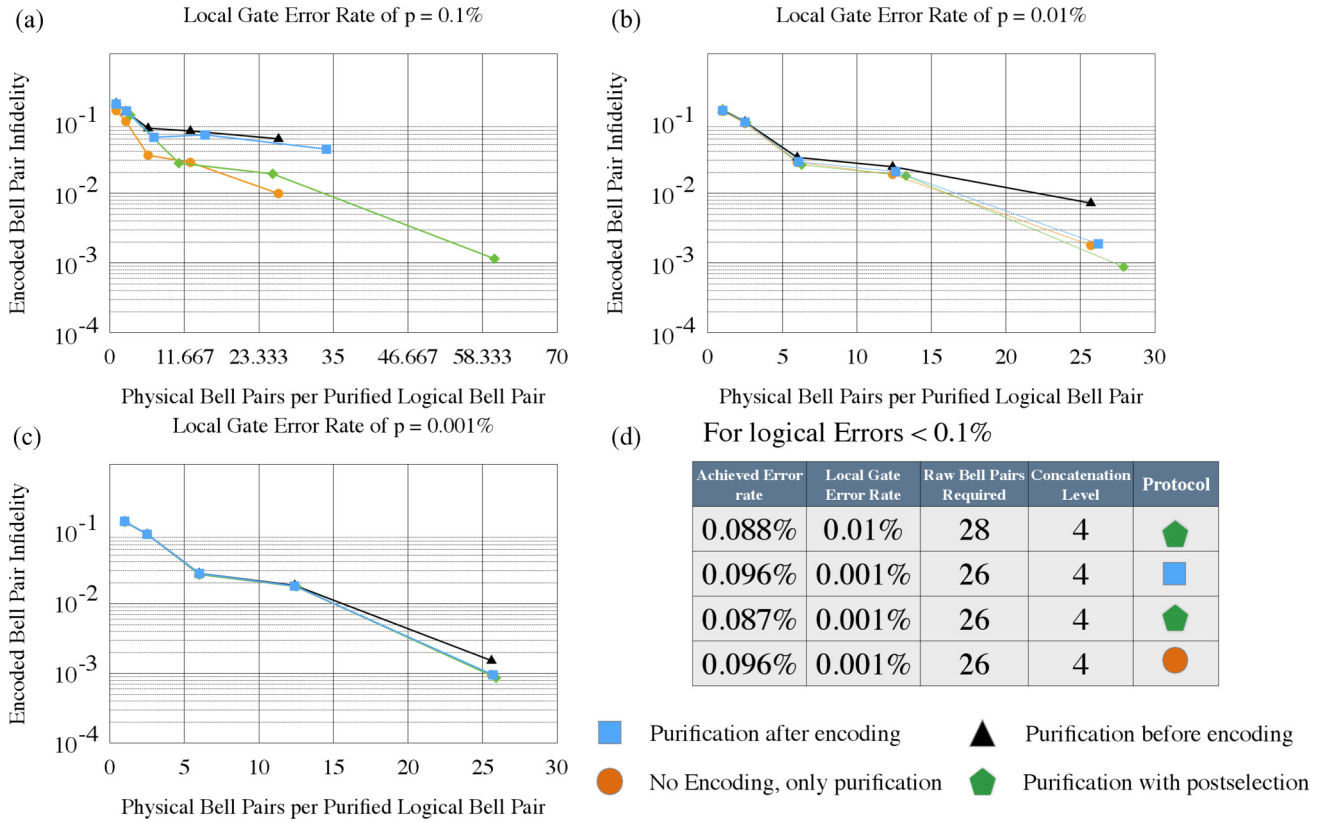 (a)
Local Gate Error Rate of p = 0.1%
Encoded Bell Pair Infidelity
10^-1
10^-2
10^-3
10^-4
0 11.667 23.333 35 46.667 58.333 70
Physical Bell Pairs per Purified Logical Bell Pair
(b)
Local Gate Error Rate of p = 0.01%
Encoded Bell Pair Infidelity
10^-1
10^-2
10^-3
10^-4
0 5 10 15 20 25 30
Physical Bell Pairs per Purified Logical Bell Pair
(c)
Local Gate Error Rate of p = 0.001%
Encoded Bell Pair Infidelity
10^-1
10^-2
10^-3
10^-4
0 5 10 15 20 25 30
Physical Bell Pairs per Purified Logical Bell Pair
(d)
For logical Errors < 0.1%
Achieved Error rate Local Gate Error Rate Raw Bell Pairs Required Concatenation Level Protocol
0.088% 0.01% 28 4
0.096% 0.001% 26 4
0.087% 0.001% 26 4
0.096% 0.001% 26 4
Purification after encoding
Purification before encoding
No Encoding, only purification
Purification with postselection